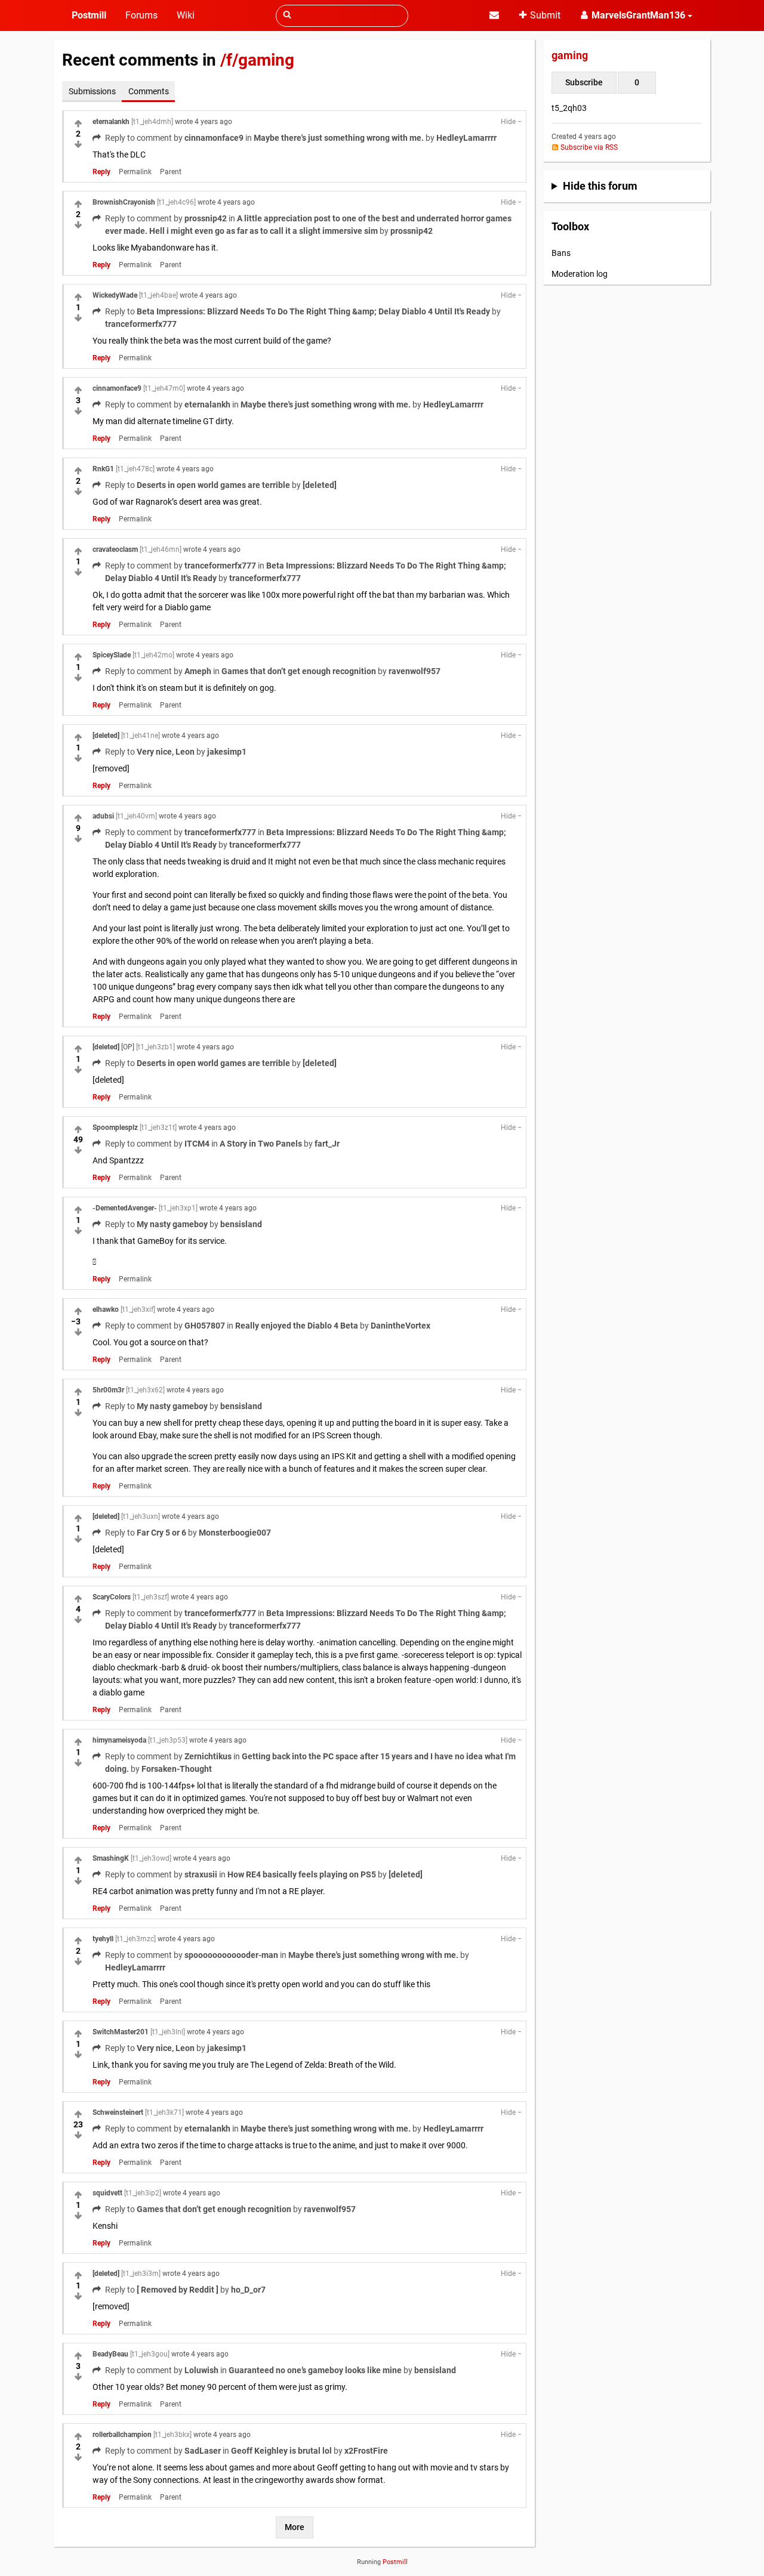 Postmill Forums Wiki Submit MarvelsGrantMan136
Recent comments in /f/gaming
Submissions Comments
eternalankh [t1_jeh4dmh] wrote 4 years ago Hide −
2
Reply to comment by cinnamonface9 in Maybe there's just something wrong with me. by HedleyLamarrrr
That's the DLC
Reply Permalink Parent
BrownishCrayonish [t1_jeh4c96] wrote 4 years ago Hide −
2
Reply to comment by prossnip42 in A little appreciation post to one of the best and underrated horror games
ever made. Hell i might even go as far as to call it a slight immersive sim by prossnip42
Looks like Myabandonware has it.
Reply Permalink Parent
WickedyWade [t1_jeh4bae] wrote 4 years ago Hide −
1
Reply to Beta Impressions: Blizzard Needs To Do The Right Thing &amp; Delay Diablo 4 Until It's Ready by
tranceformerfx777
You really think the beta was the most current build of the game?
Reply Permalink
cinnamonface9 [t1_jeh47m0] wrote 4 years ago Hide −
3
Reply to comment by eternalankh in Maybe there's just something wrong with me. by HedleyLamarrrr
My man did alternate timeline GT dirty.
Reply Permalink Parent
RnkG1 [t1_jeh478c] wrote 4 years ago Hide −
2
Reply to Deserts in open world games are terrible by [deleted]
God of war Ragnarok’s desert area was great.
Reply Permalink
cravateoclasm [t1_jeh46mn] wrote 4 years ago Hide −
1
Reply to comment by tranceformerfx777 in Beta Impressions: Blizzard Needs To Do The Right Thing &amp;
Delay Diablo 4 Until It's Ready by tranceformerfx777
Ok, I do gotta admit that the sorcerer was like 100x more powerful right off the bat than my barbarian was. Which
felt very weird for a Diablo game
Reply Permalink Parent
SpiceySlade [t1_jeh42mo] wrote 4 years ago Hide −
1
Reply to comment by Ameph in Games that don’t get enough recognition by ravenwolf957
I don't think it's on steam but it is definitely on gog.
Reply Permalink Parent
[deleted] [t1_jeh41ne] wrote 4 years ago Hide −
1
Reply to Very nice, Leon by jakesimp1
[removed]
Reply Permalink
adubsi [t1_jeh40vm] wrote 4 years ago Hide −
9
Reply to comment by tranceformerfx777 in Beta Impressions: Blizzard Needs To Do The Right Thing &amp;
Delay Diablo 4 Until It's Ready by tranceformerfx777
The only class that needs tweaking is druid and It might not even be that much since the class mechanic requires
world exploration.
Your first and second point can literally be fixed so quickly and finding those flaws were the point of the beta. You
don’t need to delay a game just because one class movement skills moves you the wrong amount of distance.
And your last point is literally just wrong. The beta deliberately limited your exploration to just act one. You’ll get to
explore the other 90% of the world on release when you aren’t playing a beta.
And with dungeons again you only played what they wanted to show you. We are going to get different dungeons in
the later acts. Realistically any game that has dungeons only has 5-10 unique dungeons and if you believe the “over
100 unique dungeons” brag every company says then idk what tell you other than compare the dungeons to any
ARPG and count how many unique dungeons there are
Reply Permalink Parent
[deleted] [OP] [t1_jeh3zb1] wrote 4 years ago Hide −
1
Reply to Deserts in open world games are terrible by [deleted]
[deleted]
Reply Permalink
Spoomplesplz [t1_jeh3z1t] wrote 4 years ago Hide −
49
Reply to comment by ITCM4 in A Story in Two Panels by fart_Jr
And Spantzzz
Reply Permalink Parent
-DementedAvenger- [t1_jeh3xp1] wrote 4 years ago Hide −
1
Reply to My nasty gameboy by bensisland
I thank that GameBoy for its service.
Reply Permalink
elhawko [t1_jeh3xif] wrote 4 years ago Hide −
−3
Reply to comment by GH057807 in Really enjoyed the Diablo 4 Beta by DanintheVortex
Cool. You got a source on that?
Reply Permalink Parent
5hr00m3r [t1_jeh3x62] wrote 4 years ago Hide −
1
Reply to My nasty gameboy by bensisland
You can buy a new shell for pretty cheap these days, opening it up and putting the board in it is super easy. Take a
look around Ebay, make sure the shell is not modified for an IPS Screen though.
You can also upgrade the screen pretty easily now days using an IPS Kit and getting a shell with a modified opening
for an after market screen. They are really nice with a bunch of features and it makes the screen super clear.
Reply Permalink
[deleted] [t1_jeh3uxn] wrote 4 years ago Hide −
1
Reply to Far Cry 5 or 6 by Monsterboogie007
[deleted]
Reply Permalink
ScaryColors [t1_jeh3szf] wrote 4 years ago Hide −
4
Reply to comment by tranceformerfx777 in Beta Impressions: Blizzard Needs To Do The Right Thing &amp;
Delay Diablo 4 Until It's Ready by tranceformerfx777
Imo regardless of anything else nothing here is delay worthy. -animation cancelling. Depending on the engine might
be an easy or near impossible fix. Consider it gameplay tech, this is a pve first game. -sorecceress teleport is op: typical
diablo checkmark -barb & druid- ok boost their numbers/multipliers, class balance is always happening -dungeon
layouts: what you want, more puzzles? They can add new content, this isn't a broken feature -open world: I dunno, it's
a diablo game
Reply Permalink Parent
himynameisyoda [t1_jeh3p53] wrote 4 years ago Hide −
1
Reply to comment by Zernichtikus in Getting back into the PC space after 15 years and I have no idea what I'm
doing. by Forsaken-Thought
600-700 fhd is 100-144fps+ lol that is literally the standard of a fhd midrange build of course it depends on the
games but it can do it in optimized games. You're not supposed to buy off best buy or Walmart not even
understanding how overpriced they might be.
Reply Permalink Parent
SmashingK [t1_jeh3owd] wrote 4 years ago Hide −
1
Reply to comment by straxusii in How RE4 basically feels playing on PS5 by [deleted]
RE4 carbot animation was pretty funny and I'm not a RE player.
Reply Permalink Parent
tyehyll [t1_jeh3mzc] wrote 4 years ago Hide −
2
Reply to comment by spoooooooooooder-man in Maybe there's just something wrong with me. by
HedleyLamarrrr
Pretty much. This one's cool though since it's pretty open world and you can do stuff like this
Reply Permalink Parent
SwitchMaster201 [t1_jeh3lnl] wrote 4 years ago Hide −
1
Reply to Very nice, Leon by jakesimp1
Link, thank you for saving me you truly are The Legend of Zelda: Breath of the Wild.
Reply Permalink
Schweinsteinert [t1_jeh3k71] wrote 4 years ago Hide −
23
Reply to comment by eternalankh in Maybe there's just something wrong with me. by HedleyLamarrrr
Add an extra two zeros if the time to charge attacks is true to the anime, and just to make it over 9000.
Reply Permalink Parent
squidvett [t1_jeh3ip2] wrote 4 years ago Hide −
1
Reply to Games that don’t get enough recognition by ravenwolf957
Kenshi
Reply Permalink
[deleted] [t1_jeh3i3m] wrote 4 years ago Hide −
1
Reply to [ Removed by Reddit ] by ho_D_or7
[removed]
Reply Permalink
BeadyBeau [t1_jeh3gou] wrote 4 years ago Hide −
3
Reply to comment by Loluwish in Guaranteed no one’s gameboy looks like mine by bensisland
Other 10 year olds? Bet money 90 percent of them were just as grimy.
Reply Permalink Parent
rollerballchampion [t1_jeh3bkx] wrote 4 years ago Hide −
2
Reply to comment by SadLaser in Geoff Keighley is brutal lol by x2FrostFire
You’re not alone. It seems less about games and more about Geoff getting to hang out with movie and tv stars by
way of the Sony connections. At least in the cringeworthy awards show format.
Reply Permalink Parent
More
gaming
Subscribe 0
t5_2qh03
Created 4 years ago
Subscribe via RSS
Hide this forum
Toolbox
Bans
Moderation log
Running Postmill